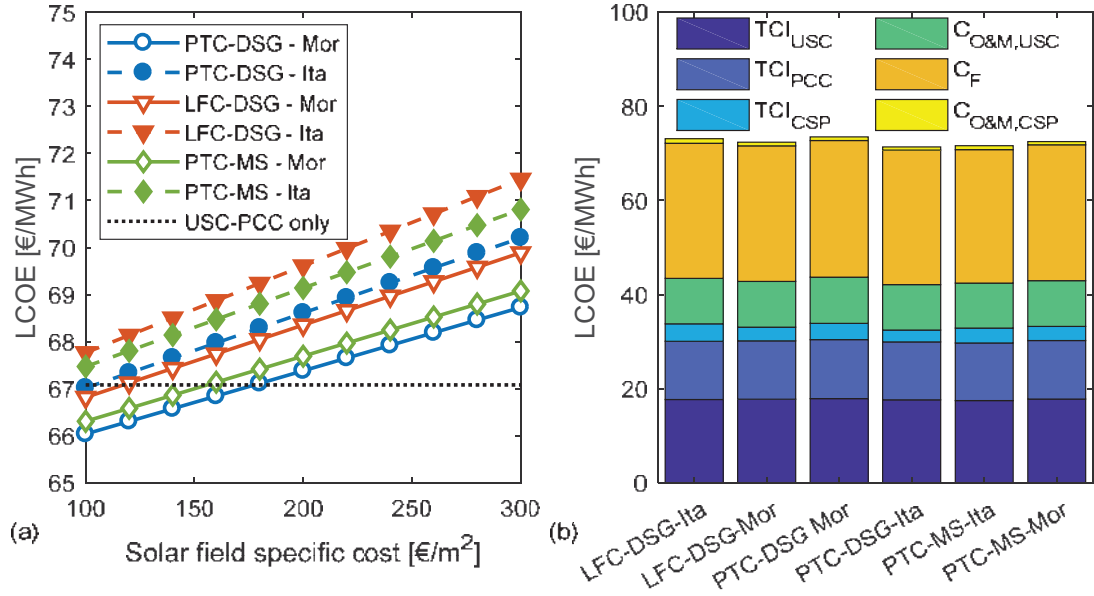 75
74
73
72
71
70
69
68
67
66
65
LCOE [€/MWh]
PTC-DSG - Mor
PTC-DSG - Ita
LFC-DSG - Mor
LFC-DSG - Ita
PTC-MS - Mor
PTC-MS - Ita
USC-PCC only
100 150 200 250 300
(a)
Solar field specific cost [€/m²]
100
80
60
40
20
0
LCOE [€/MWh]
TCI_USC
TCI_PCC
TCI_CSP
C_O&M,USC
C_F
C_O&M,CSP
(b)
LFC-DSG-Ita
LFC-DSG-Mor
PTC-DSG Mor
PTC-DSG-Ita
PTC-MS-Ita
PTC-MS-Mor